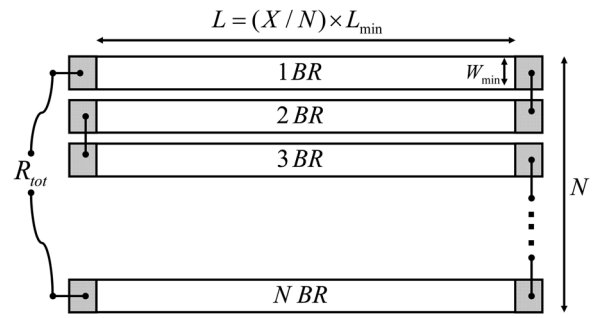 L = (X / N) × L_min
1 BR
W_min
2 BR
3 BR
R_tot
N
N BR